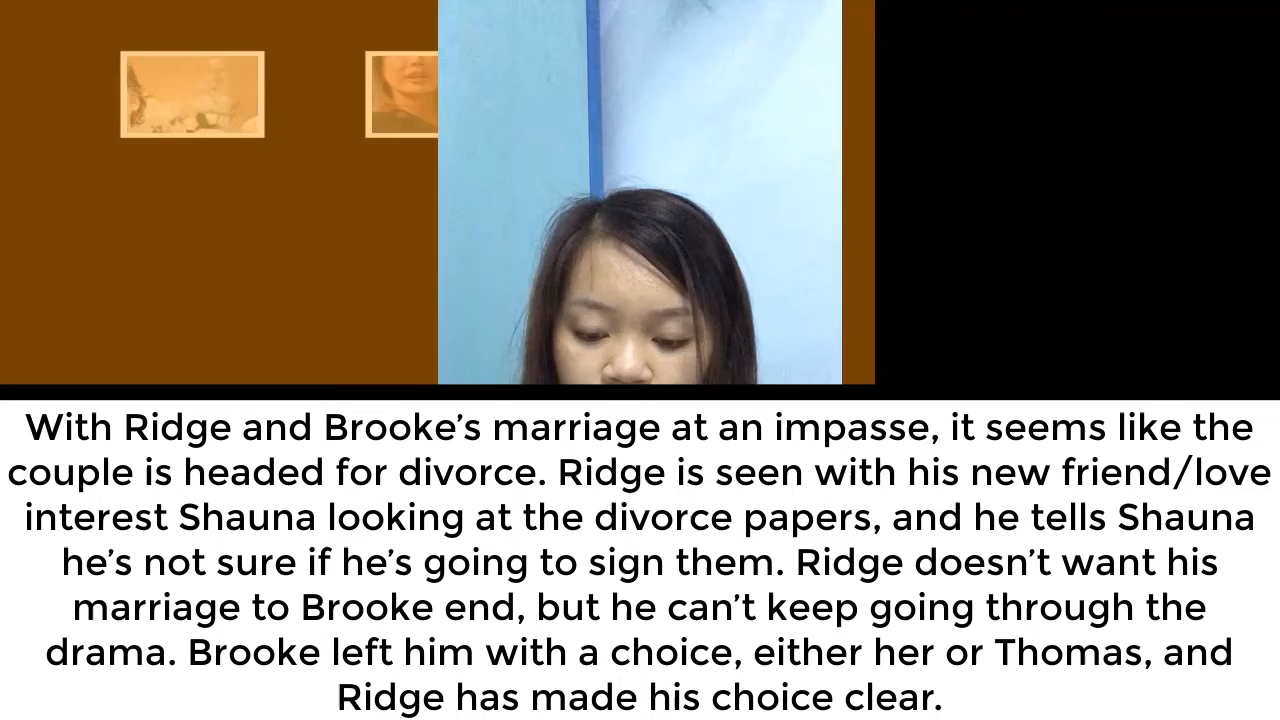 With Ridge and Brooke’s marriage at an impasse, it seems like the
couple is headed for divorce. Ridge is seen with his new friend/love
interest Shauna looking at the divorce papers, and he tells Shauna
he’s not sure if he’s going to sign them. Ridge doesn’t want his
marriage to Brooke end, but he can’t keep going through the
drama. Brooke left him with a choice, either her or Thomas, and
Ridge has made his choice clear.